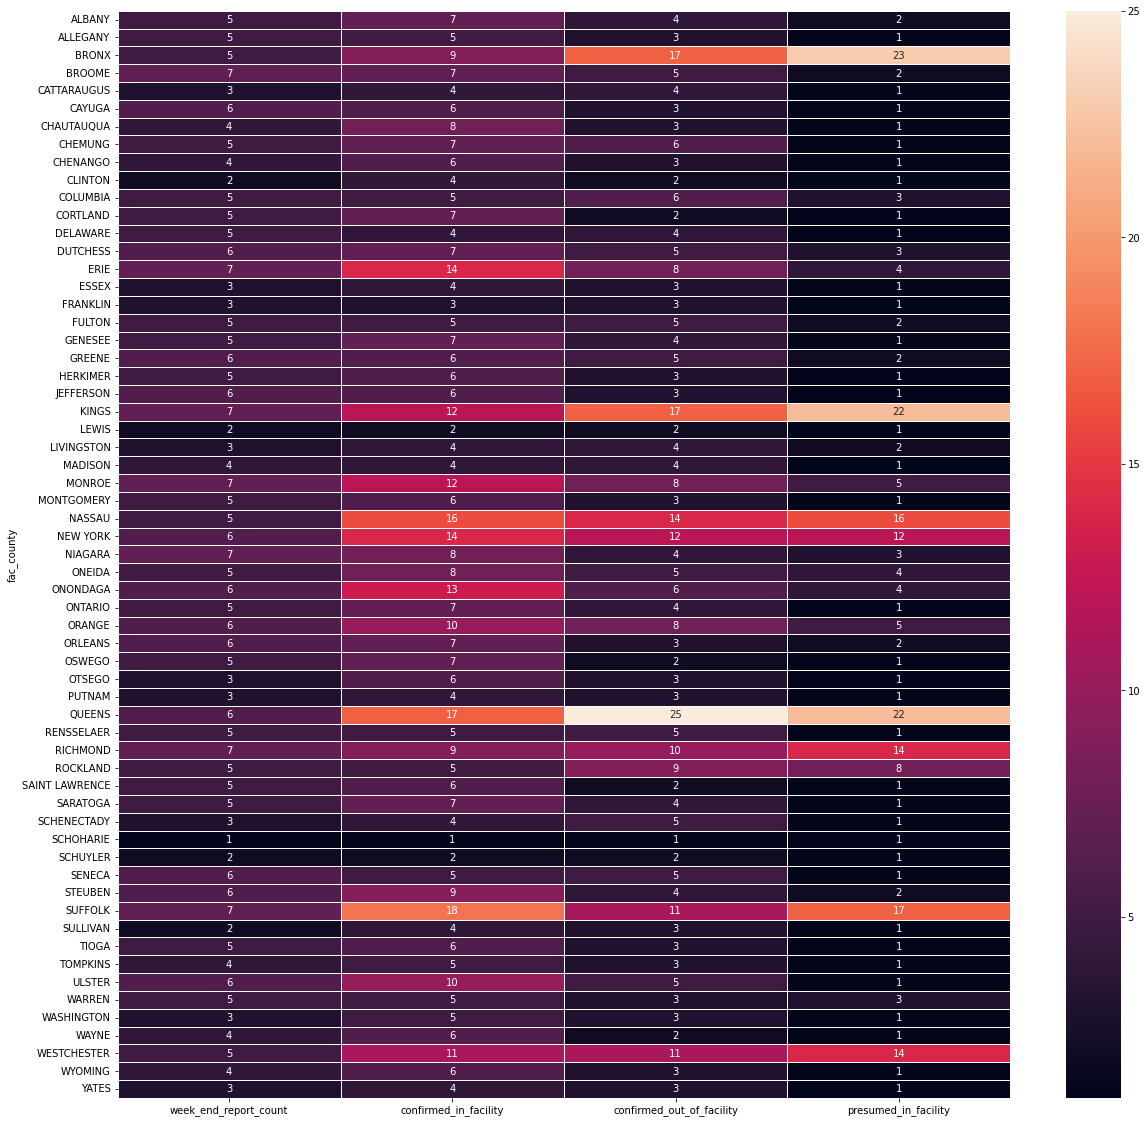 ALBANY 5 7 4 2
ALLEGANY 5 5 3 1
BRONX 5 9 17 23
BROOME 7 7 5 2
CATTARAUGUS 3 4 4 1
CAYUGA 6 6 3 1
CHAUTAUQUA 4 8 3 1
CHEMUNG 5 7 6 1
CHENANGO 4 6 3 1
CLINTON 2 4 2 1
COLUMBIA 5 5 6 3
CORTLAND 5 7 2 1
DELAWARE 5 4 4 1
DUTCHESS 6 7 5 3
ERIE 7 14 8 4
ESSEX 3 4 3 1
FRANKLIN 3 3 3 1
FULTON 5 5 5 2
GENESEE 5 7 4 1
GREENE 6 6 5 2
HERKIMER 5 6 3 1
JEFFERSON 6 6 3 1
KINGS 7 12 17 22
LEWIS 2 2 2 1
LIVINGSTON 3 4 4 2
MADISON 4 4 4 1
MONROE 7 12 8 5
MONTGOMERY 5 6 3 1
NASSAU 5 16 14 16
NEW YORK 6 14 12 12
NIAGARA 7 8 4 3
ONEIDA 5 8 5 4
ONONDAGA 6 13 6 4
ONTARIO 5 7 4 1
ORANGE 6 10 8 5
ORLEANS 6 7 3 2
OSWEGO 5 7 2 1
OTSEGO 3 6 3 1
PUTNAM 3 4 3 1
QUEENS 6 17 25 22
RENSSELAER 5 5 5 1
RICHMOND 7 9 10 14
ROCKLAND 5 5 9 8
SAINT LAWRENCE 5 6 2 1
SARATOGA 5 7 4 1
SCHENECTADY 3 4 5 1
SCHOHARIE 1 1 1 1
SCHUYLER 2 2 2 1
SENECA 6 5 5 1
STEUBEN 6 9 4 2
SUFFOLK 7 18 11 17
SULLIVAN 2 4 3 1
TIOGA 5 6 3 1
TOMPKINS 4 5 3 1
ULSTER 6 10 5 1
WARREN 5 5 3 3
WASHINGTON 3 5 3 1
WAYNE 4 6 2 1
WESTCHESTER 5 11 11 14
WYOMING 4 6 3 1
YATES 3 4 3 1
fac_county
week_end_report_count confirmed_in_facility confirmed_out_of_facility presumed_in_facility
25
20
15
10
5